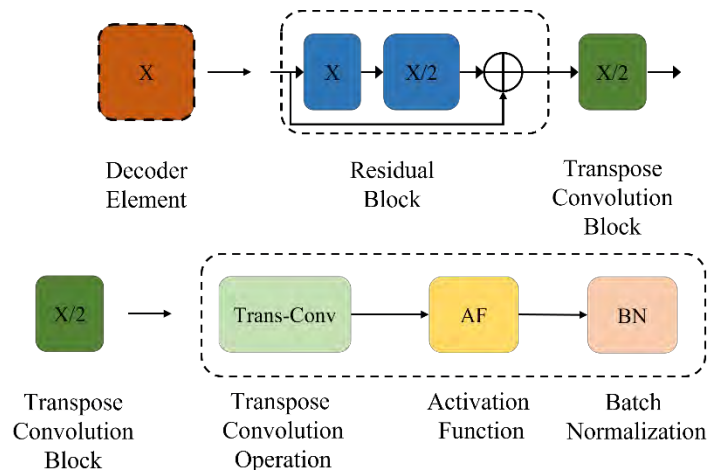 X
X
X/2
X/2
Decoder
Element
Residual
Block
Transpose
Convolution
Block
X/2
Trans-Conv
AF
BN
Transpose
Convolution
Block
Transpose
Convolution
Operation
Activation
Function
Batch
Normalization